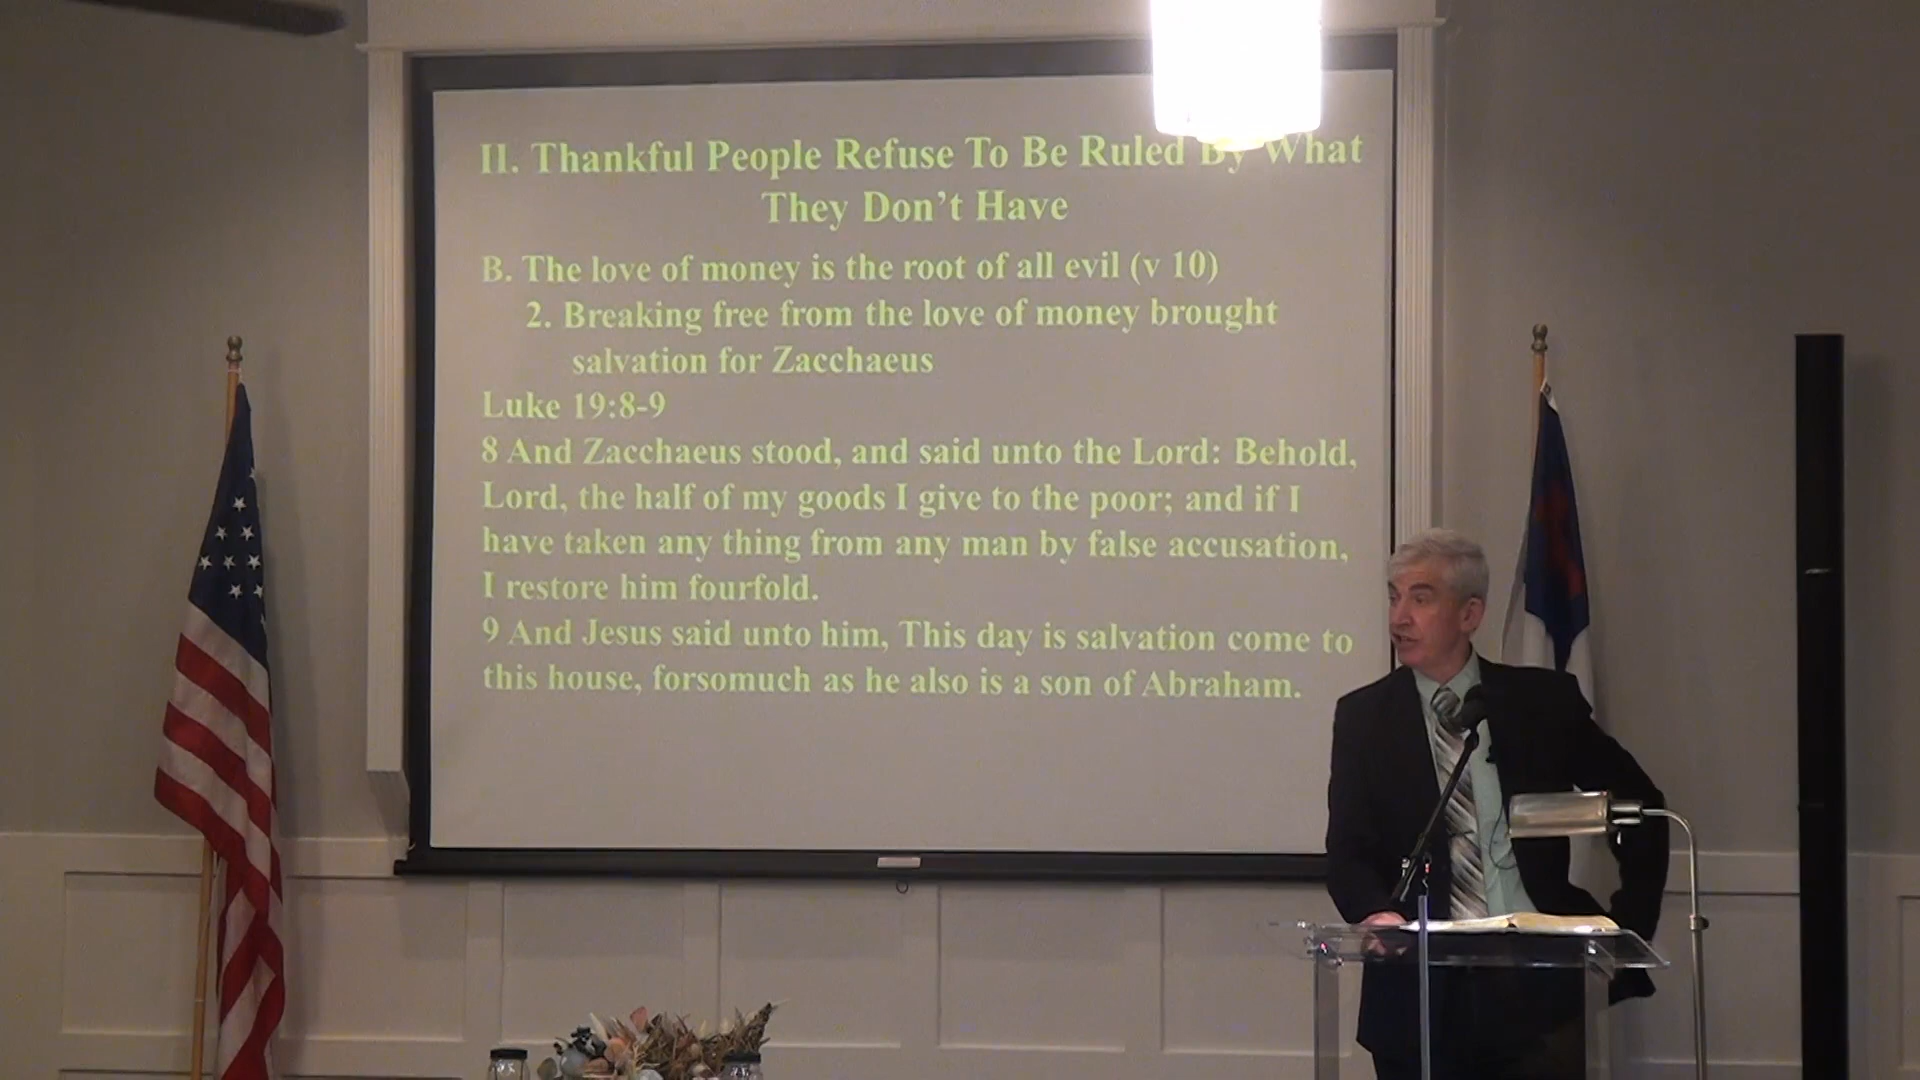 II. Thankful People Refuse To Be Ruled By What
They Don't Have
B. The love of money is the root of all evil (v 10)
2. Breaking free from the love of money brought
salvation for Zacchaeus
Luke 19:8-9
8 And Zacchaeus stood, and said unto the Lord: Behold,
Lord, the half of my goods I give to the poor; and if I
have taken any thing from any man by false accusation,
I restore him fourfold.
9 And Jesus said unto him, This day is salvation come to
this house, forsomuch as he also is a son of Abraham.